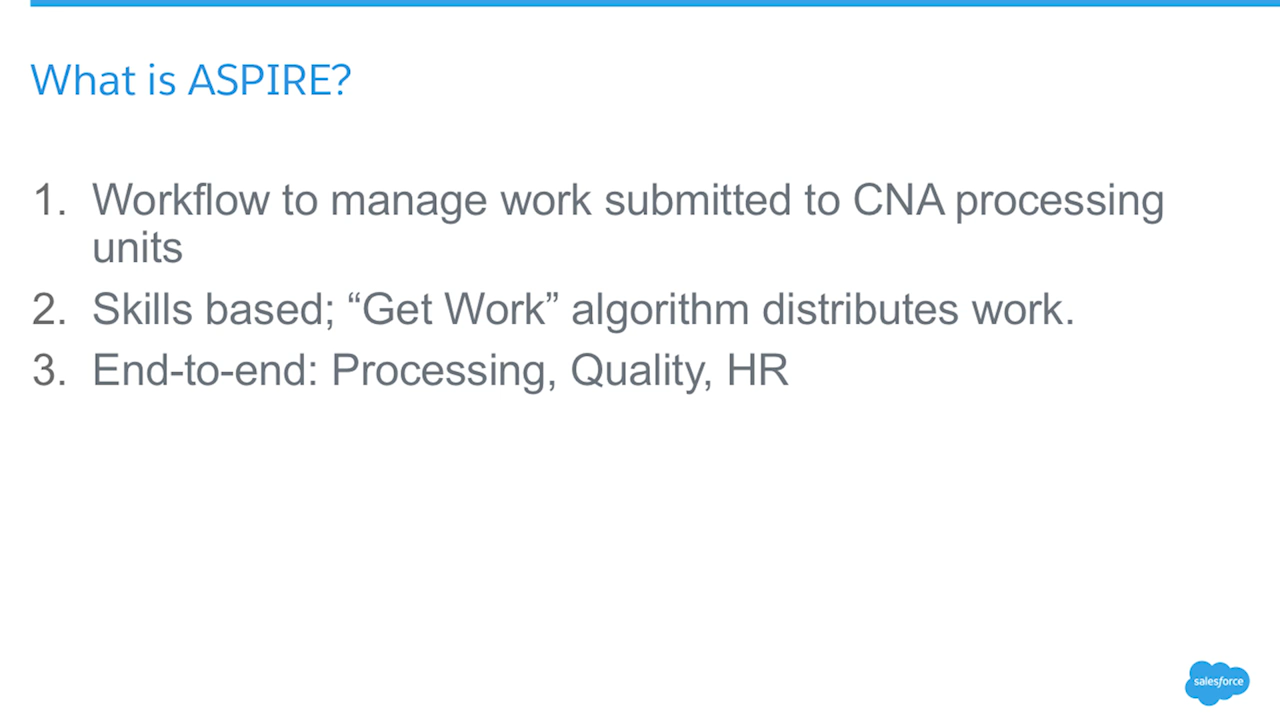 What is ASPIRE?
1. Workflow to manage work submitted to CNA processing
units
2. Skills based; “Get Work” algorithm distributes work.
3. End-to-end: Processing, Quality, HR
salesforce